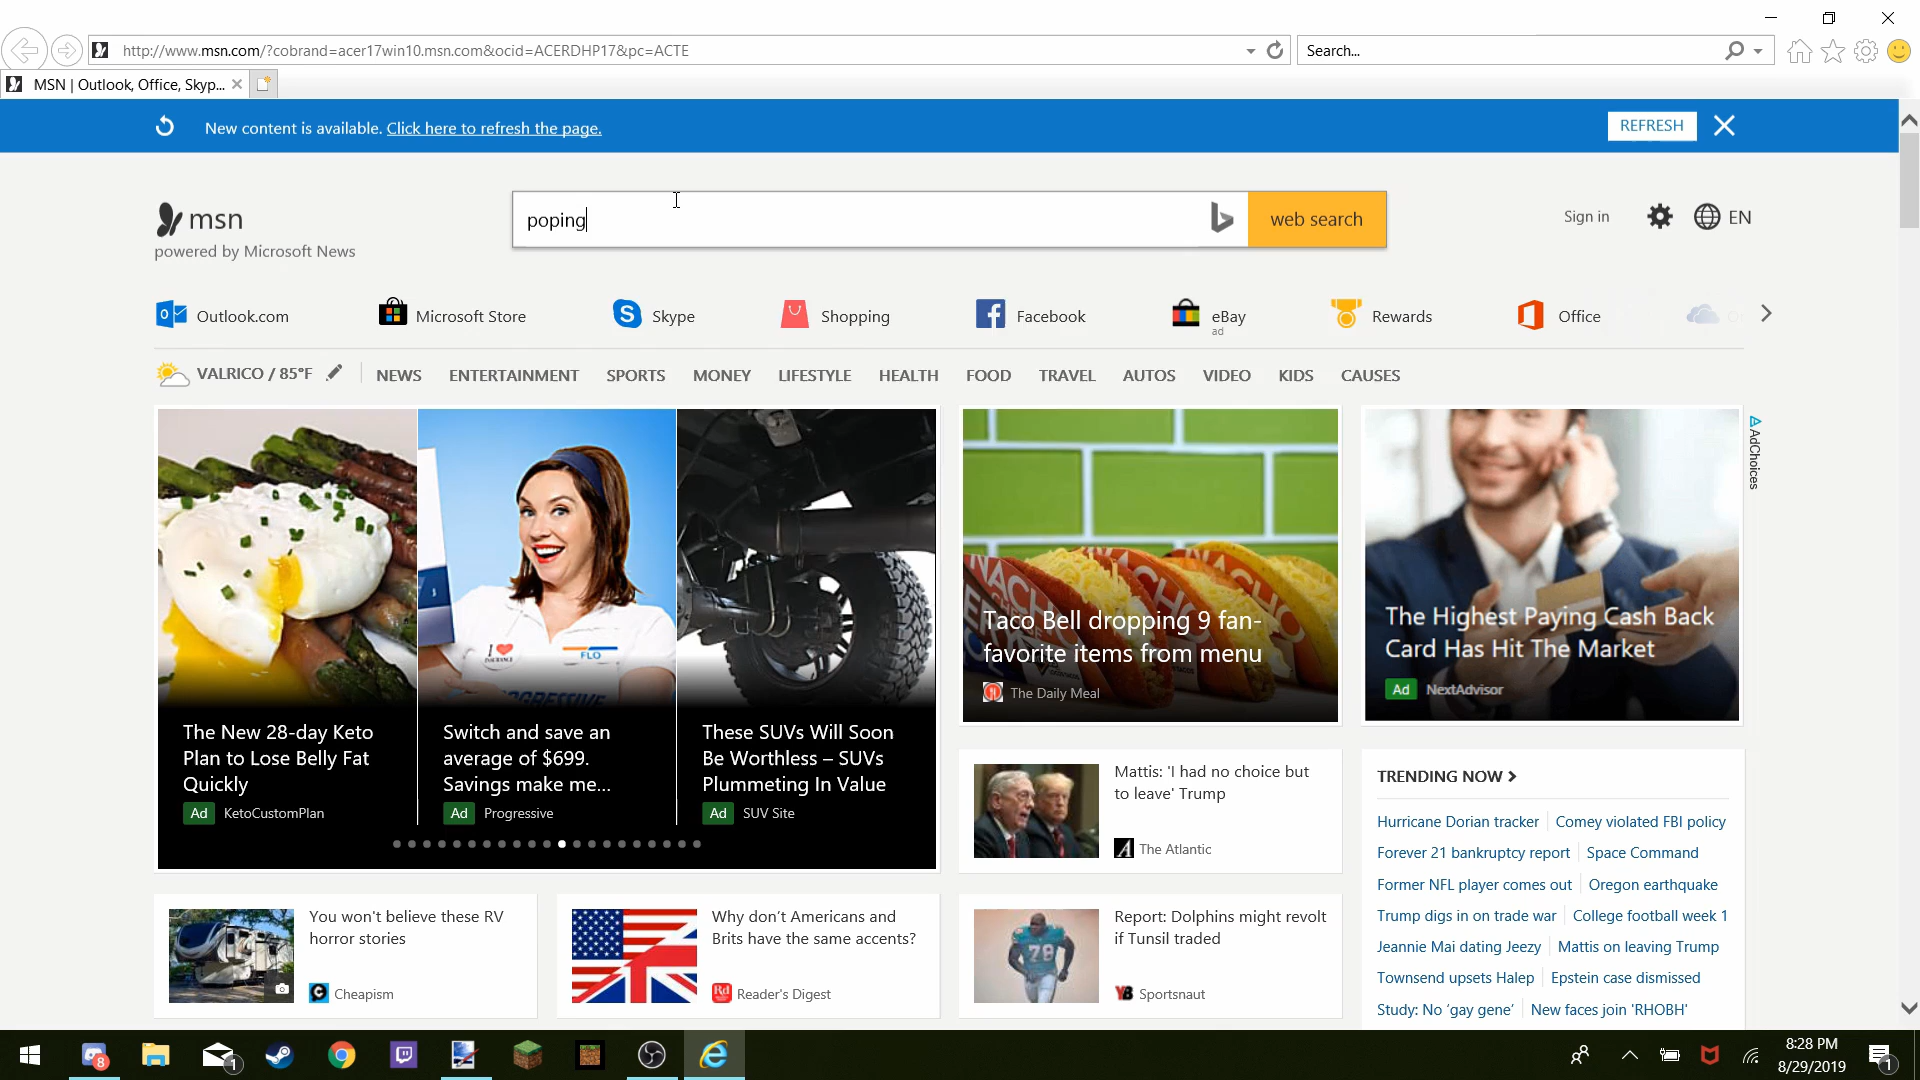 http://www.msn.com/?cobrand=acer17win10.msn.com&ocid=ACERDHP17&pc=ACTE
Search...
MSN | Outlook, Office, Skyp...
New content is available. Click here to refresh the page.
REFRESH
msn
powered by Microsoft News
poping
web search
Sign in
EN
Outlook.com
Microsoft Store
Skype
Shopping
Facebook
eBay
ad
Rewards
Office
VALRICO / 85°F
NEWS
ENTERTAINMENT
SPORTS
MONEY
LIFESTYLE
HEALTH
FOOD
TRAVEL
AUTOS
VIDEO
KIDS
CAUSES
I
INSURANCE
FLO
PROGRESSIVE
The New 28-day Keto
Plan to Lose Belly Fat
Quickly
Ad KetoCustomPlan
Switch and save an
average of $699.
Savings make me...
Ad Progressive
These SUVs Will Soon
Be Worthless – SUVs
Plummeting In Value
Ad SUV Site
NACHO
Taco Bell dropping 9 fan-
favorite items from menu
The Daily Meal
The Highest Paying Cash Back
Card Has Hit The Market
Ad NextAdvisor
AdChoices
Mattis: 'I had no choice but
to leave' Trump
A The Atlantic
TRENDING NOW
Hurricane Dorian tracker
Comey violated FBI policy
Forever 21 bankruptcy report
Space Command
Former NFL player comes out
Oregon earthquake
Trump digs in on trade war
College football week 1
Jeannie Mai dating Jeezy
Mattis on leaving Trump
Townsend upsets Halep
Epstein case dismissed
Study: No 'gay gene'
New faces join 'RHOBH'
You won't believe these RV
horror stories
Cheapism
Why don't Americans and
Brits have the same accents?
Rd Reader's Digest
Report: Dolphins might revolt
if Tunsil traded
78
YB Sportsnaut
8
1
8:28 PM
8/29/2019
1